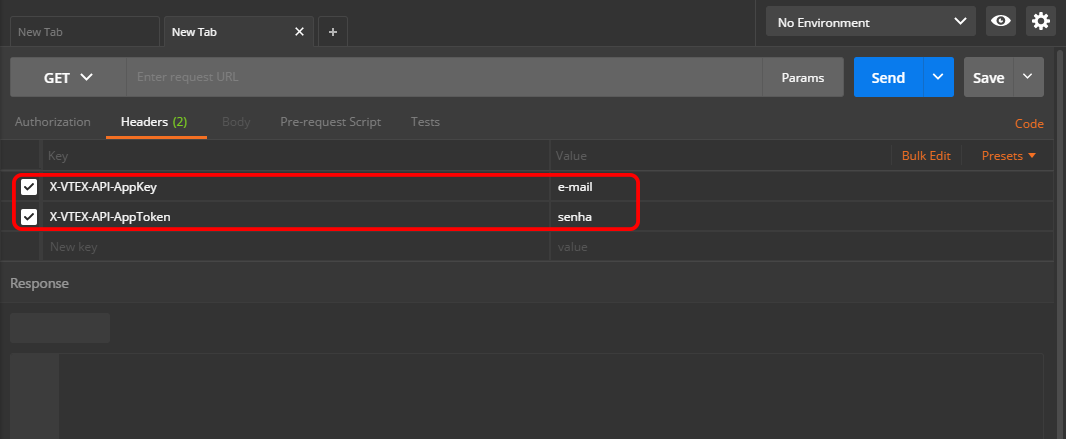 New Tab New Tab No Environment
GET Enter request URL Params Send Save
Authorization Headers (2) Body Pre-request Script Tests Code
Key Value Bulk Edit Presets
X-VTEX-API-AppKey e-mail
X-VTEX-API-AppToken senha
New key value
Response